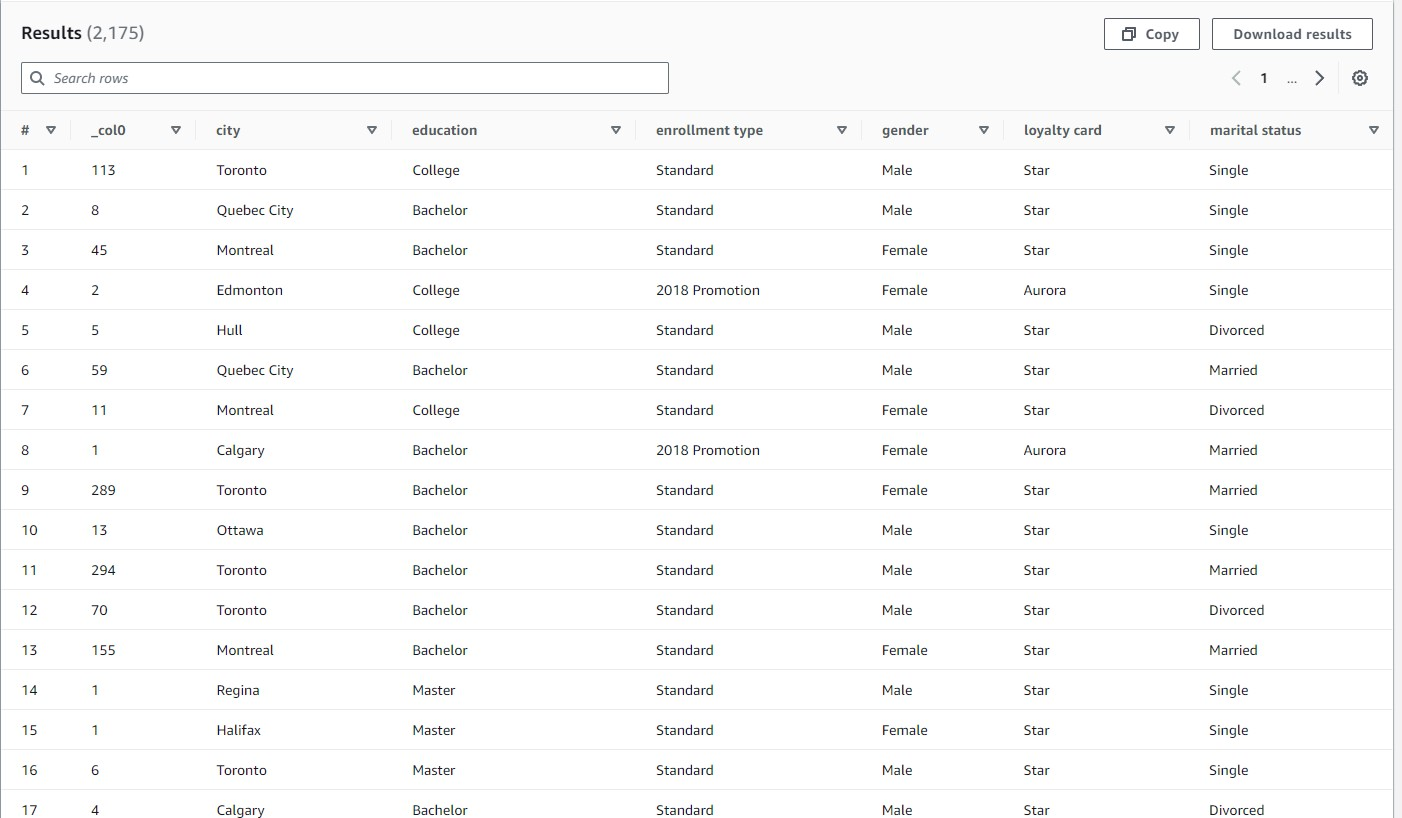 Results (2,175) Copy Download results
Search rows 1 ...
# _col0 city education enrollment type gender loyalty card marital status
1 113 Toronto College Standard Male Star Single
2 8 Quebec City Bachelor Standard Male Star Single
3 45 Montreal Bachelor Standard Female Star Single
4 2 Edmonton College 2018 Promotion Female Aurora Single
5 5 Hull College Standard Male Star Divorced
6 59 Quebec City Bachelor Standard Male Star Married
7 11 Montreal College Standard Female Star Divorced
8 1 Calgary Bachelor 2018 Promotion Female Aurora Married
9 289 Toronto Bachelor Standard Female Star Married
10 13 Ottawa Bachelor Standard Male Star Single
11 294 Toronto Bachelor Standard Male Star Married
12 70 Toronto Bachelor Standard Male Star Divorced
13 155 Montreal Bachelor Standard Female Star Married
14 1 Regina Master Standard Male Star Single
15 1 Halifax Master Standard Female Star Single
16 6 Toronto Master Standard Male Star Single
17 4 Calgary Bachelor Standard Male Star Divorced